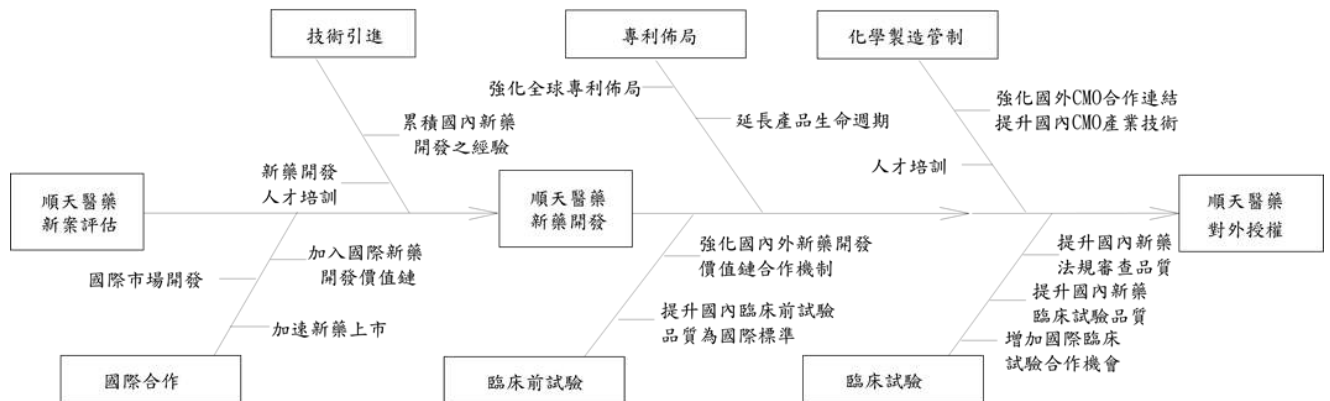 技術引進
專利佈局
化學製造管制
強化全球專利佈局
強化國外CMO合作連結
提升國內CMO產業技術
累積國內新藥
開發之經驗
延長產品生命週期
新藥開發
人才培訓
人才培訓
順天醫藥
新案評估
順天醫藥
新藥開發
順天醫藥
對外授權
加入國際新藥
開發價值鏈
國際市場開發
加速新藥上市
強化國內外新藥開發
價值鏈合作機制
提升國內臨床前試驗
品質為國際標準
提升國內新藥
法規審查品質
提升國內新藥
臨床試驗品質
增加國際臨床
試驗合作機會
國際合作
臨床前試驗
臨床試驗